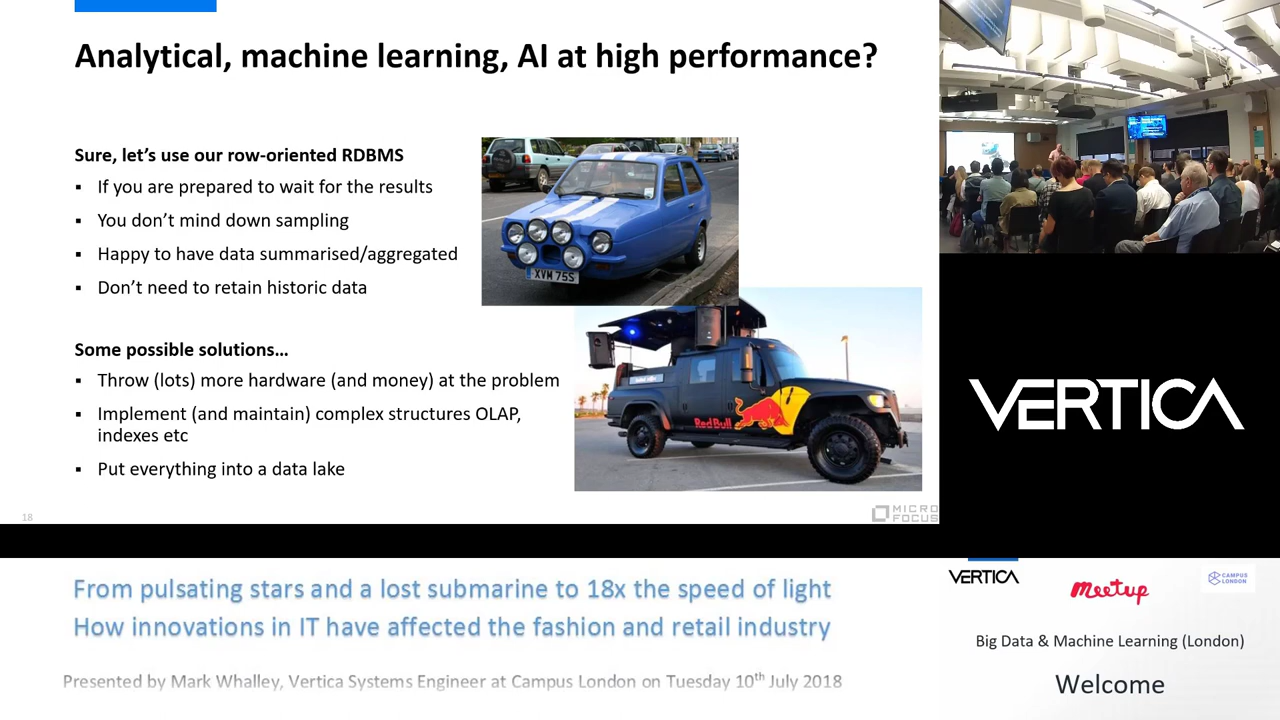 Analytical, machine learning, AI at high performance?
Sure, let’s use our row-oriented RDBMS
▪ If you are prepared to wait for the results
▪ You don’t mind down sampling
▪ Happy to have data summarised/aggregated
▪ Don’t need to retain historic data
XVM 75S
Some possible solutions…
▪ Throw (lots) more hardware (and money) at the problem
▪ Implement (and maintain) complex structures OLAP,
indexes etc
▪ Put everything into a data lake
Red Bull
18
MICRO
FOCUS
VERTICA
From pulsating stars and a lost submarine to 18x the speed of light
How innovations in IT have affected the fashion and retail industry
Presented by Mark Whalley, Vertica Systems Engineer at Campus London on Tuesday 10th July 2018
VERTICA
meetup
CAMPUS
LONDON
Big Data & Machine Learning (London)
Welcome